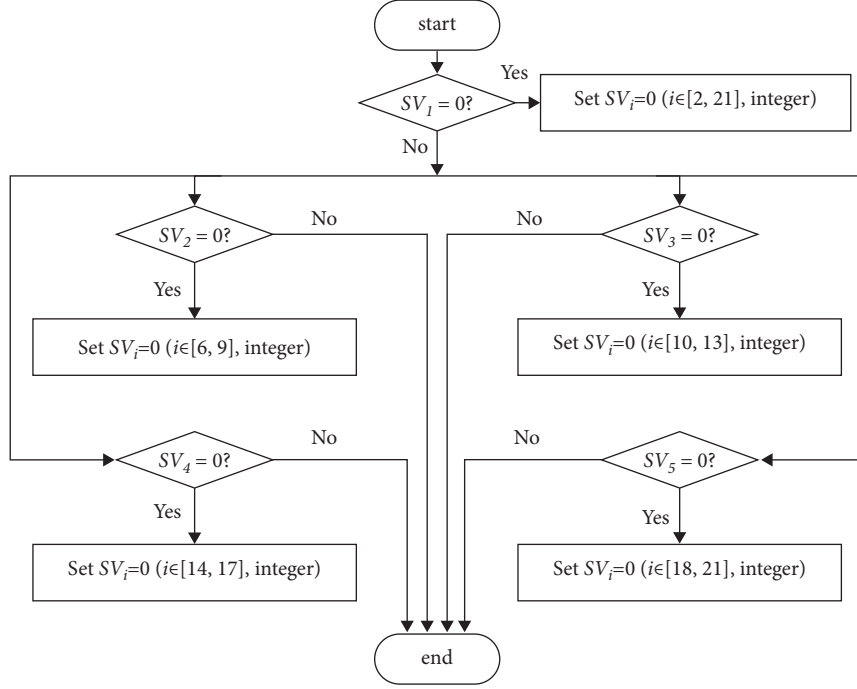 start
Yes
SV1 = 0?
Set SVi=0 (i∈[2, 21], integer)
No
No
No
SV2 = 0?
SV3 = 0?
Yes
Yes
Set SVi=0 (i∈[6, 9], integer)
Set SVi=0 (i∈[10, 13], integer)
No
No
SV4 = 0?
SV5 = 0?
Yes
Yes
Set SVi=0 (i∈[14, 17], integer)
Set SVi=0 (i∈[18, 21], integer)
end